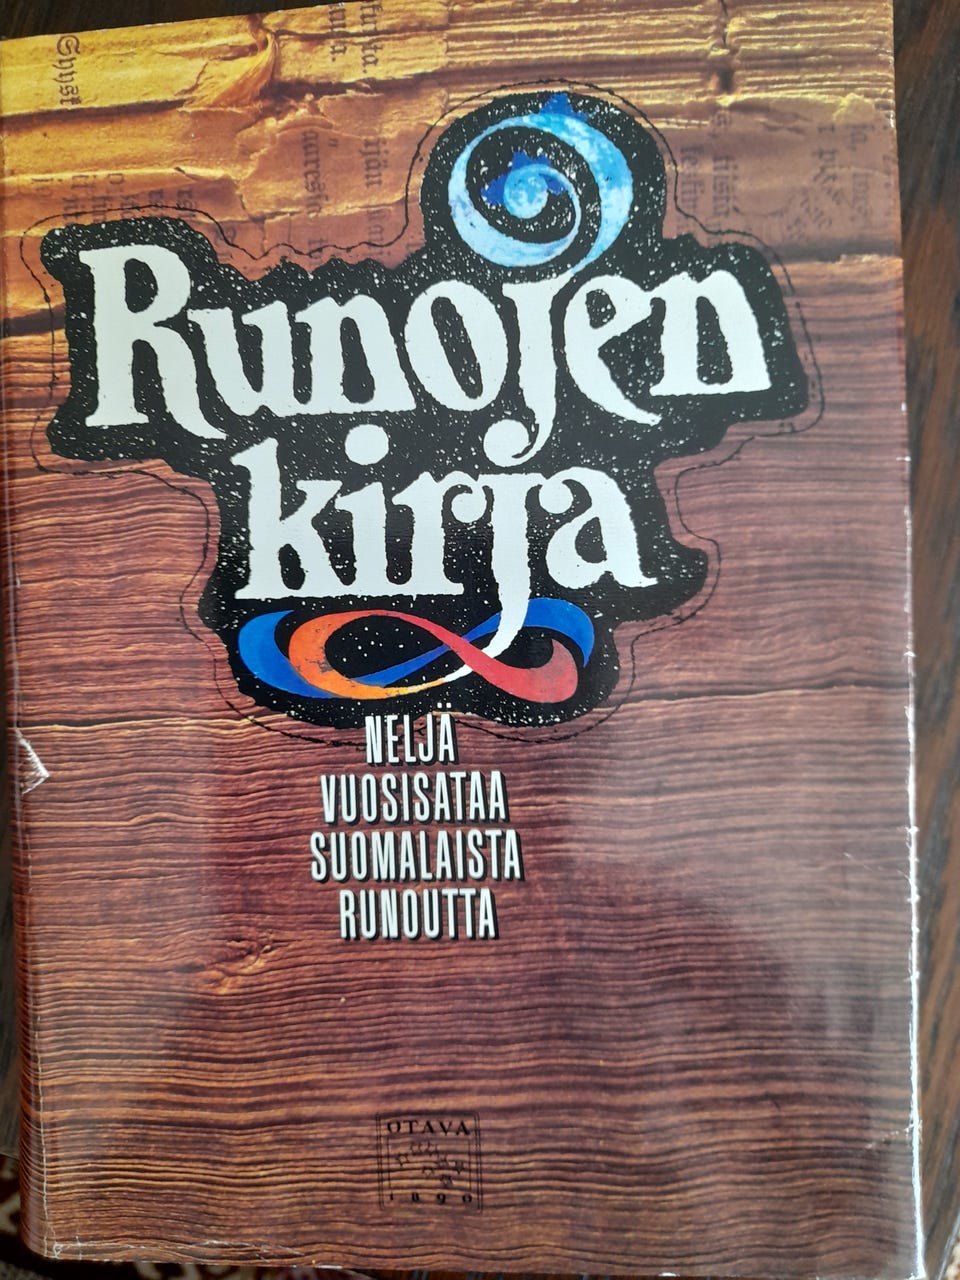 Runojen
kirja
NELJÄ
VUOSISATAA
SUOMALAISTA
RUNOUTTA
OTAVA
1890